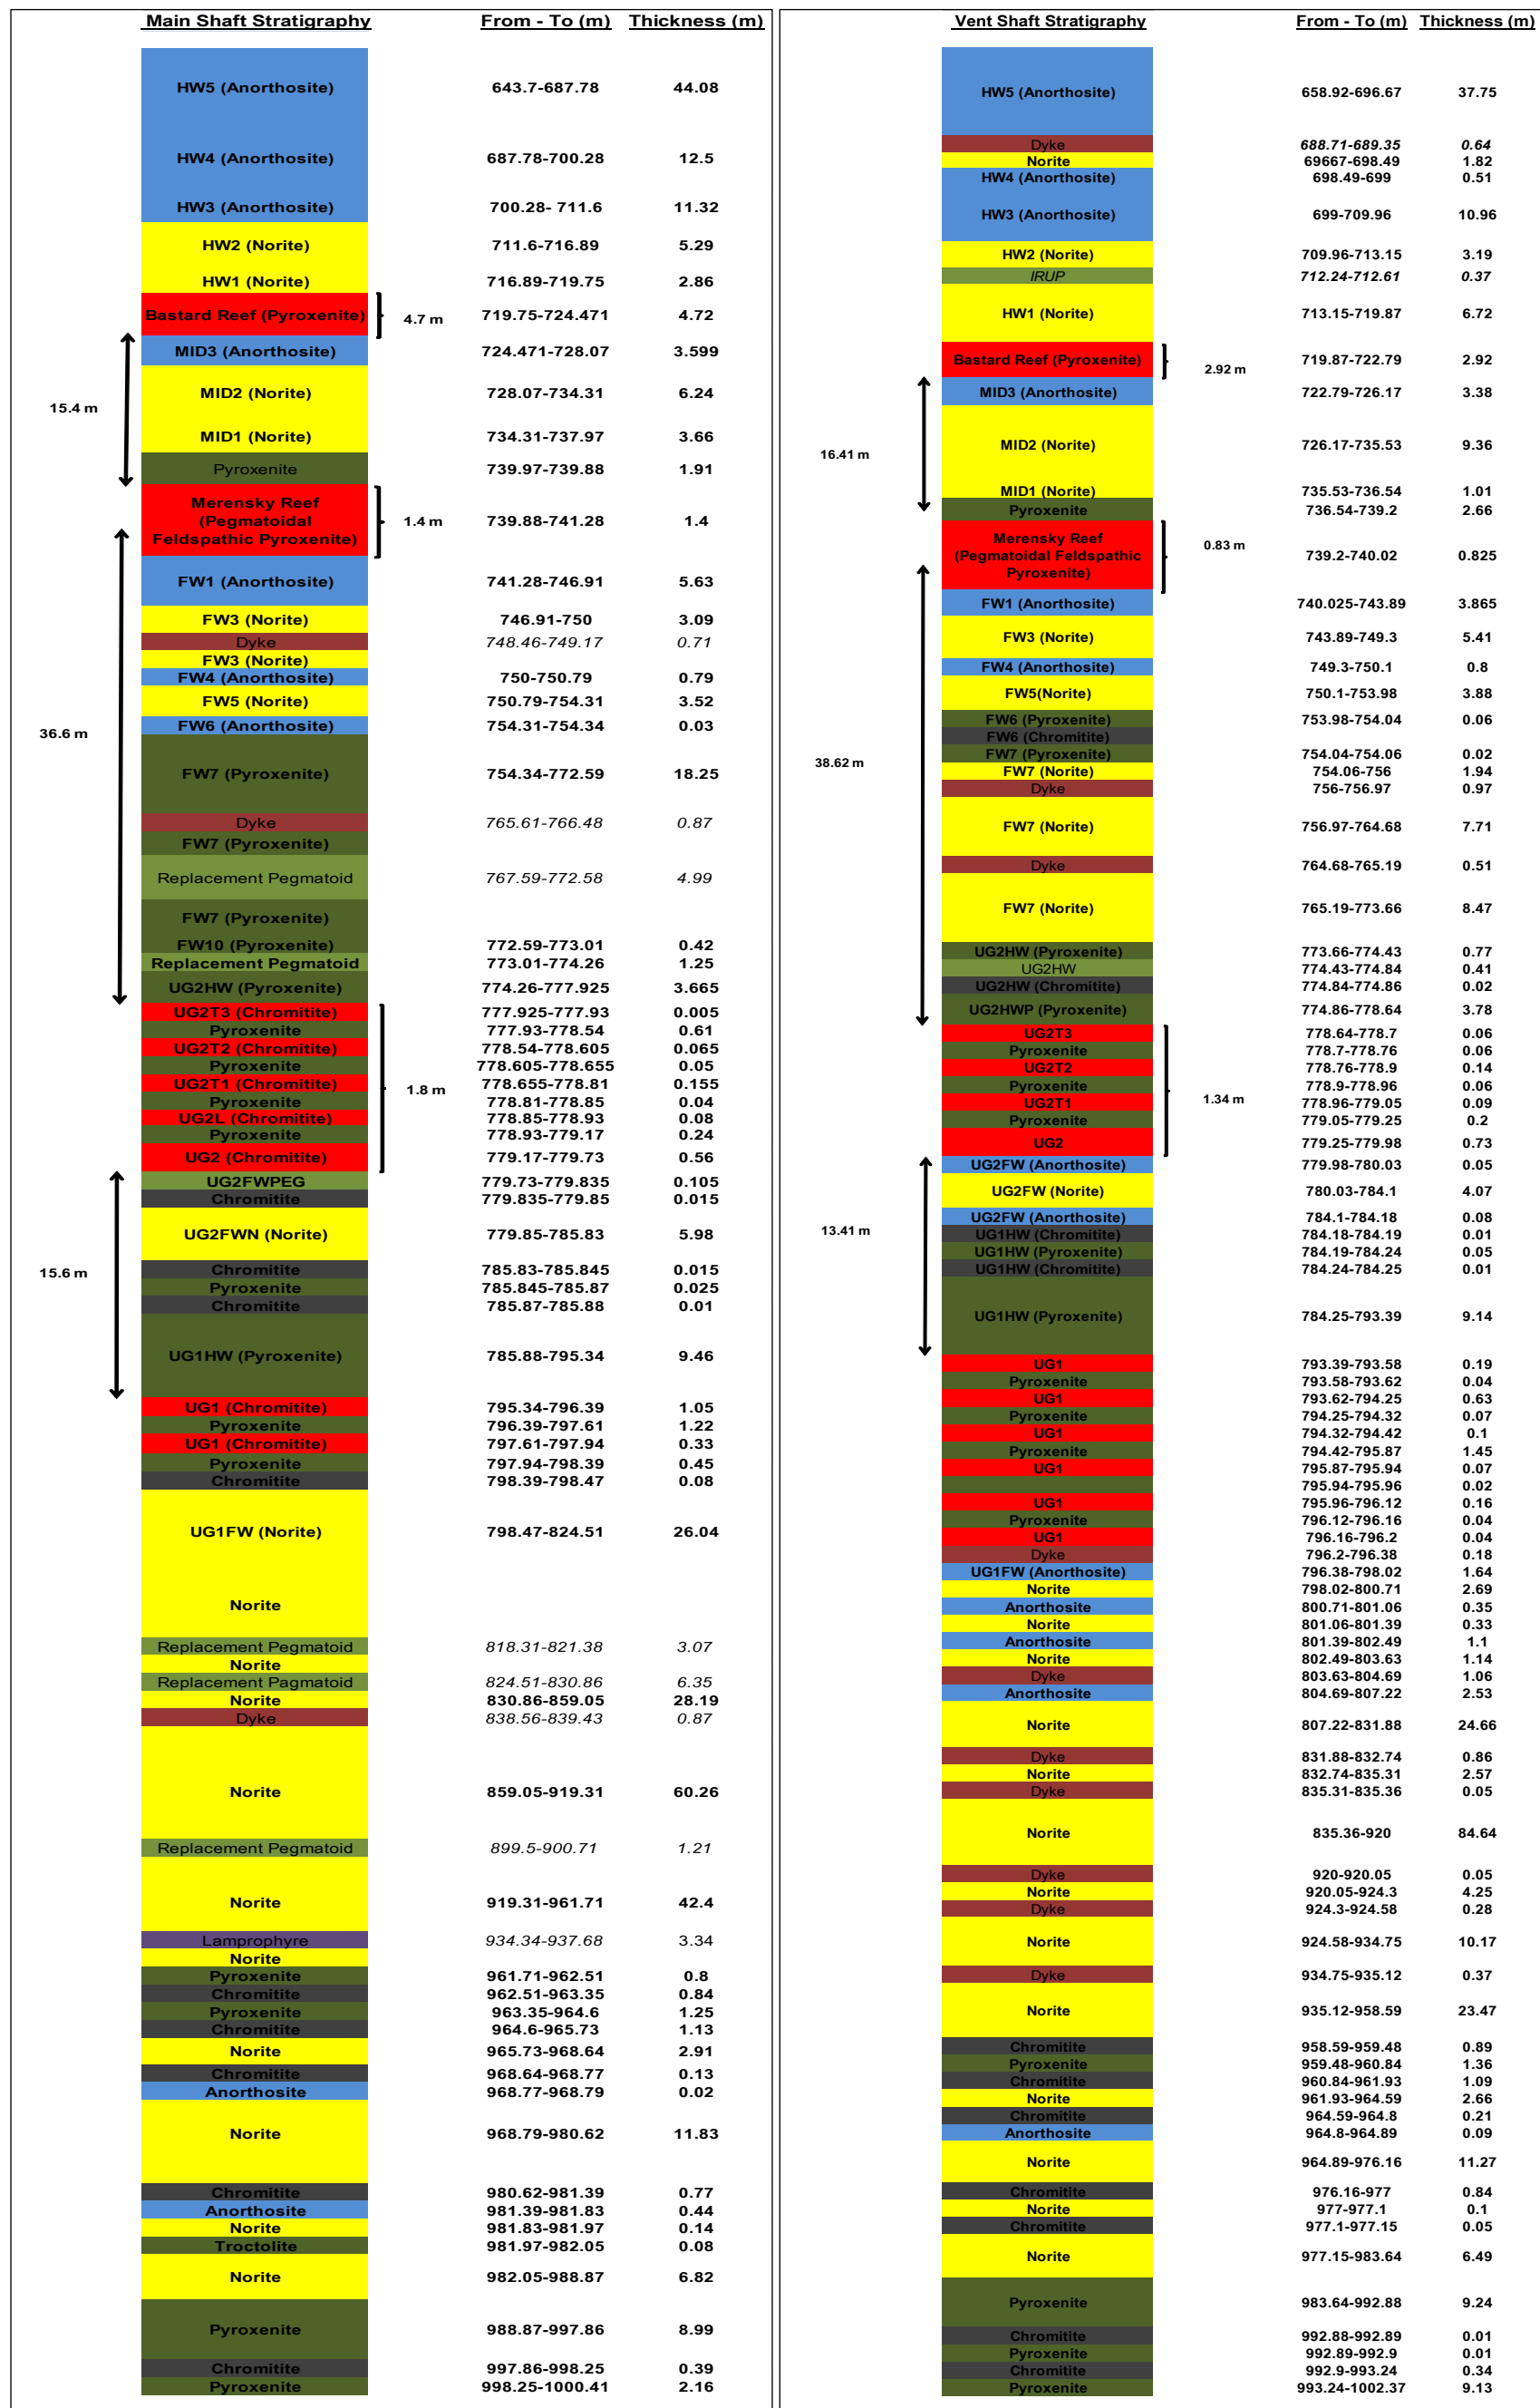 Main Shaft Stratigraphy From - To (m) Thickness (m)
HW5 (Anorthosite) 643.7-687.78 44.08
HW4 (Anorthosite) 687.78-700.28 12.5
HW3 (Anorthosite) 700.28- 711.6 11.32
HW2 (Norite) 711.6-716.89 5.29
HW1 (Norite) 716.89-719.75 2.86
Bastard Reef (Pyroxenite) 4.7 m 719.75-724.471 4.72
MID3 (Anorthosite) 724.471-728.07 3.599
MID2 (Norite) 728.07-734.31 6.24
15.4 m
MID1 (Norite) 734.31-737.97 3.66
Pyroxenite 739.97-739.88 1.91
Merensky Reef
(Pegmatoidal
Feldspathic Pyroxenite) 1.4 m 739.88-741.28 1.4
FW1 (Anorthosite) 741.28-746.91 5.63
FW3 (Norite) 746.91-750 3.09
Dyke 748.46-749.17 0.71
FW3 (Norite)
FW4 (Anorthosite) 750-750.79 0.79
FW5 (Norite) 750.79-754.31 3.52
FW6 (Anorthosite) 754.31-754.34 0.03
36.6 m
FW7 (Pyroxenite) 754.34-772.59 18.25
Dyke 765.61-766.48 0.87
FW7 (Pyroxenite)
Replacement Pegmatoid 767.59-772.58 4.99
FW7 (Pyroxenite)
FW10 (Pyroxenite) 772.59-773.01 0.42
Replacement Pegmatoid 773.01-774.26 1.25
UG2HW (Pyroxenite) 774.26-777.925 3.665
UG2T3 (Chromitite) 777.925-777.93 0.005
Pyroxenite 777.93-778.54 0.61
UG2T2 (Chromitite) 778.54-778.605 0.065
Pyroxenite 778.605-778.655 0.05
UG2T1 (Chromitite) 778.655-778.81 0.155
1.8 m
Pyroxenite 778.81-778.85 0.04
UG2L (Chromitite) 778.85-778.93 0.08
Pyroxenite 778.93-779.17 0.24
UG2 (Chromitite) 779.17-779.73 0.56
UG2FWPEG 779.73-779.835 0.105
Chromitite 779.835-779.85 0.015
UG2FWN (Norite) 779.85-785.83 5.98
15.6 m
Chromitite 785.83-785.845 0.015
Pyroxenite 785.845-785.87 0.025
Chromitite 785.87-785.88 0.01
UG1HW (Pyroxenite) 785.88-795.34 9.46
UG1 (Chromitite) 795.34-796.39 1.05
Pyroxenite 796.39-797.61 1.22
UG1 (Chromitite) 797.61-797.94 0.33
Pyroxenite 797.94-798.39 0.45
Chromitite 798.39-798.47 0.08
UG1FW (Norite) 798.47-824.51 26.04
Norite
Replacement Pegmatoid 818.31-821.38 3.07
Norite
Replacement Pagmatoid 824.51-830.86 6.35
Norite 830.86-859.05 28.19
Dyke 838.56-839.43 0.87
Norite 859.05-919.31 60.26
Replacement Pegmatoid 899.5-900.71 1.21
Norite 919.31-961.71 42.4
Lamprophyre 934.34-937.68 3.34
Norite
Pyroxenite 961.71-962.51 0.8
Chromitite 962.51-963.35 0.84
Pyroxenite 963.35-964.6 1.25
Chromitite 964.6-965.73 1.13
Norite 965.73-968.64 2.91
Chromitite 968.64-968.77 0.13
Anorthosite 968.77-968.79 0.02
Norite 968.79-980.62 11.83
Chromitite 980.62-981.39 0.77
Anorthosite 981.39-981.83 0.44
Norite 981.83-981.97 0.14
Troctolite 981.97-982.05 0.08
Norite 982.05-988.87 6.82
Pyroxenite 988.87-997.86 8.99
Chromitite 997.86-998.25 0.39
Pyroxenite 998.25-1000.41 2.16
Vent Shaft Stratigraphy From - To (m) Thickness (m)
HW5 (Anorthosite) 658.92-696.67 37.75
Dyke 688.71-689.35 0.64
Norite 69667-698.49 1.82
HW4 (Anorthosite) 698.49-699 0.51
HW3 (Anorthosite) 699-709.96 10.96
HW2 (Norite) 709.96-713.15 3.19
IRUP 712.24-712.61 0.37
HW1 (Norite) 713.15-719.87 6.72
Bastard Reef (Pyroxenite) 2.92 m 719.87-722.79 2.92
MID3 (Anorthosite) 722.79-726.17 3.38
MID2 (Norite) 726.17-735.53 9.36
16.41 m
MID1 (Norite) 735.53-736.54 1.01
Pyroxenite 736.54-739.2 2.66
Merensky Reef
(Pegmatoidal Feldspathic
Pyroxenite) 0.83 m 739.2-740.02 0.825
FW1 (Anorthosite) 740.025-743.89 3.865
FW3 (Norite) 743.89-749.3 5.41
FW4 (Anorthosite) 749.3-750.1 0.8
FW5(Norite) 750.1-753.98 3.88
FW6 (Pyroxenite) 753.98-754.04 0.06
FW6 (Chromitite)
FW7 (Pyroxenite) 754.04-754.06 0.02
38.62 m
FW7 (Norite) 754.06-756 1.94
Dyke 756-756.97 0.97
FW7 (Norite) 756.97-764.68 7.71
Dyke 764.68-765.19 0.51
FW7 (Norite) 765.19-773.66 8.47
UG2HW (Pyroxenite) 773.66-774.43 0.77
UG2HW 774.43-774.84 0.41
UG2HW (Chromitite) 774.84-774.86 0.02
UG2HWP (Pyroxenite) 774.86-778.64 3.78
UG2T3 778.64-778.7 0.06
Pyroxenite 778.7-778.76 0.06
UG2T2 778.76-778.9 0.14
Pyroxenite 778.9-778.96 0.06
UG2T1 1.34 m 778.96-779.05 0.09
Pyroxenite 779.05-779.25 0.2
UG2 779.25-779.98 0.73
UG2FW (Anorthosite) 779.98-780.03 0.05
UG2FW (Norite) 780.03-784.1 4.07
UG2FW (Anorthosite) 784.1-784.18 0.08
13.41 m
UG1HW (Chromitite) 784.18-784.19 0.01
UG1HW (Pyroxenite) 784.19-784.24 0.05
UG1HW (Chromitite) 784.24-784.25 0.01
UG1HW (Pyroxenite) 784.25-793.39 9.14
UG1 793.39-793.58 0.19
Pyroxenite 793.58-793.62 0.04
UG1 793.62-794.25 0.63
Pyroxenite 794.25-794.32 0.07
UG1 794.32-794.42 0.1
Pyroxenite 794.42-795.87 1.45
UG1 795.87-795.94 0.07
795.94-795.96 0.02
UG1 795.96-796.12 0.16
Pyroxenite 796.12-796.16 0.04
UG1 796.16-796.2 0.04
Dyke 796.2-796.38 0.18
UG1FW (Anorthosite) 796.38-798.02 1.64
Norite 798.02-800.71 2.69
Anorthosite 800.71-801.06 0.35
Norite 801.06-801.39 0.33
Anorthosite 801.39-802.49 1.1
Norite 802.49-803.63 1.14
Dyke 803.63-804.69 1.06
Anorthosite 804.69-807.22 2.53
Norite 807.22-831.88 24.66
Dyke 831.88-832.74 0.86
Norite 832.74-835.31 2.57
Dyke 835.31-835.36 0.05
Norite 835.36-920 84.64
Dyke 920-920.05 0.05
Norite 920.05-924.3 4.25
Dyke 924.3-924.58 0.28
Norite 924.58-934.75 10.17
Dyke 934.75-935.12 0.37
Norite 935.12-958.59 23.47
Chromitite 958.59-959.48 0.89
Pyroxenite 959.48-960.84 1.36
Chromitite 960.84-961.93 1.09
Norite 961.93-964.59 2.66
Chromitite 964.59-964.8 0.21
Anorthosite 964.8-964.89 0.09
Norite 964.89-976.16 11.27
Chromitite 976.16-977 0.84
Norite 977-977.1 0.1
Chromitite 977.1-977.15 0.05
Norite 977.15-983.64 6.49
Pyroxenite 983.64-992.88 9.24
Chromitite 992.88-992.89 0.01
Pyroxenite 992.89-992.9 0.01
Chromitite 992.9-993.24 0.34
Pyroxenite 993.24-1002.37 9.13